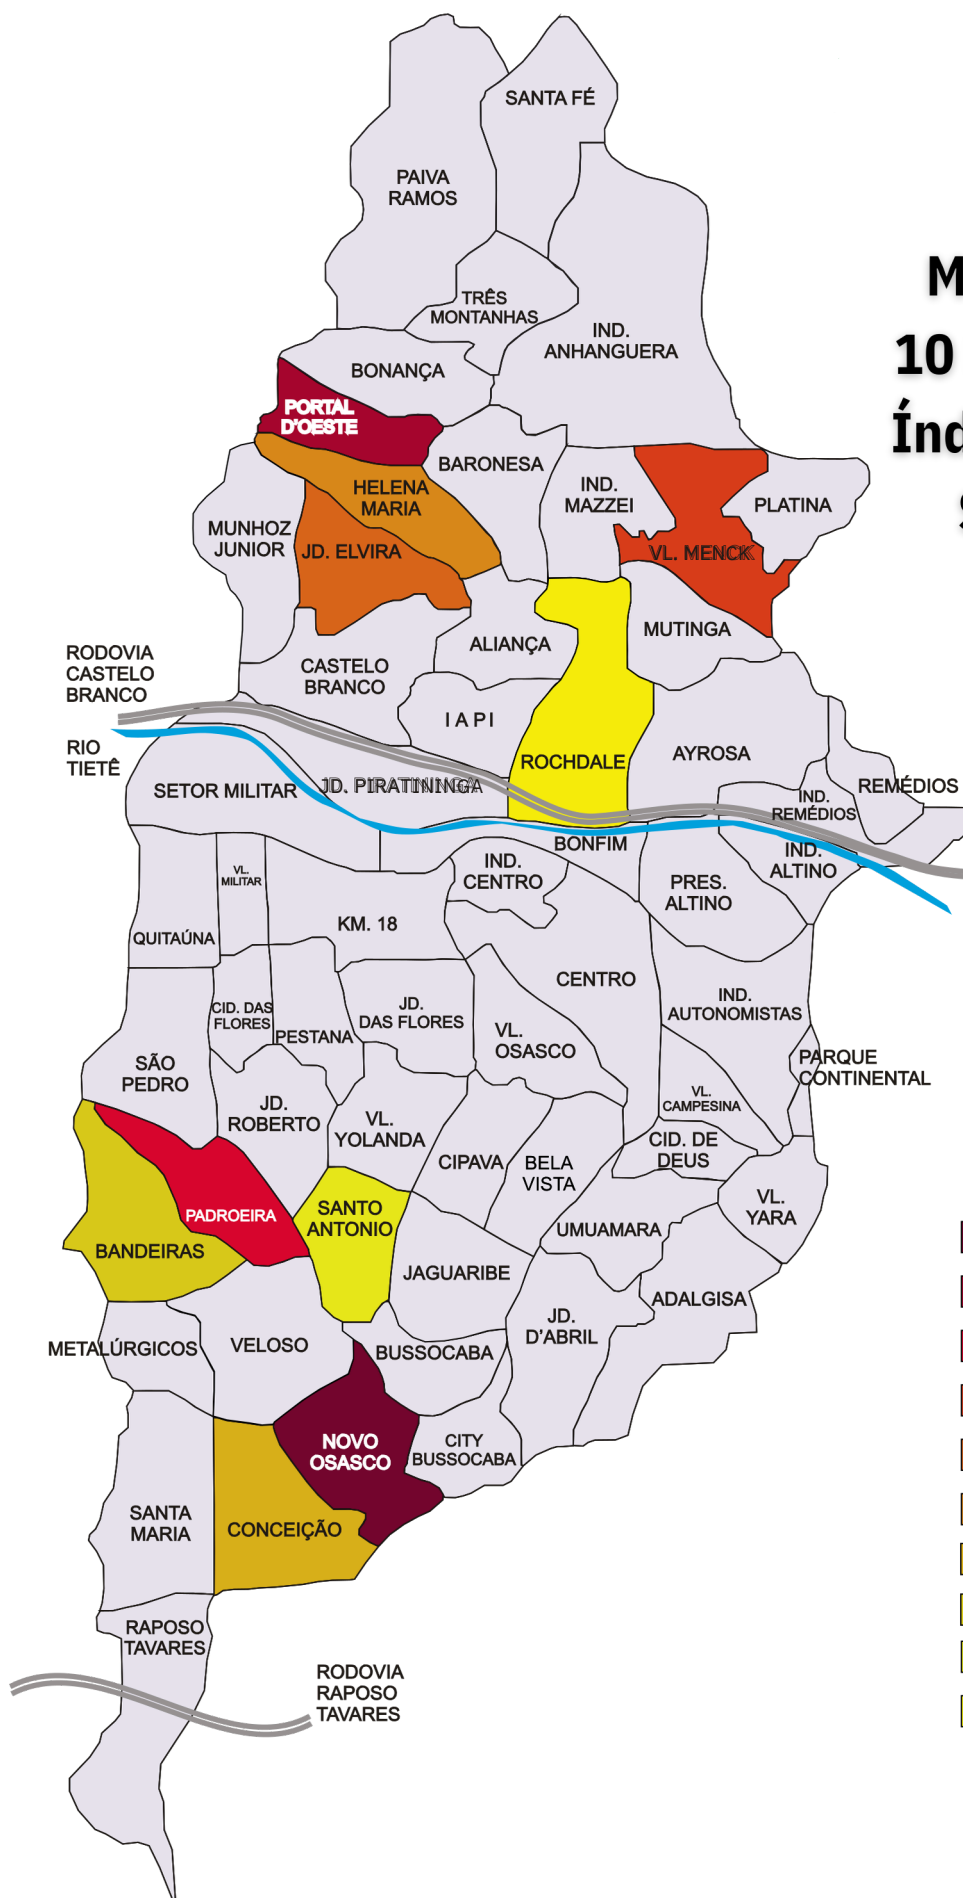 SANTA FÉ
PAIVA
RAMOS
TRÊS
MONTANHAS
IND.
ANHANGUERA
M
10
Índ
BONANÇA
PORTAL
D'OESTE
BARONESA
HELENA
MARIA
IND.
MAZZEI
PLATINA
MUNHOZ
JUNIOR
JD. ELVIRA
VL. MENCK
MUTINGA
ALIANÇA
RODOVIA
CASTELO
BRANCO
CASTELO
BRANCO
I A P I
RIO
TIETÊ
ROCHDALE
AYROSA
SETOR MILITAR
JD. PIRATININGA
REMÉDIOS
IND.
REMÉDIOS
BONFIM
IND.
ALTINO
VL.
MILITAR
IND.
CENTRO
PRES.
ALTINO
QUITAÚNA
KM. 18
CENTRO
CID. DAS
FLORES
PESTANA
JD.
DAS FLORES
VL.
OSASCO
IND.
AUTONOMISTAS
SÃO
PEDRO
PARQUE
CONTINENTAL
JD.
ROBERTO
VL.
YOLANDA
VL.
CAMPESINA
CIPAVA
BELA
VISTA
CID. DE
DEUS
VL.
YARA
PADROEIRA
SANTO
ANTONIO
UMUAMARA
BANDEIRAS
JAGUARIBE
ADALGISA
JD.
D’ABRIL
METALÚRGICOS
VELOSO
BUSSOCABA
NOVO
OSASCO
CITY
BUSSOCABA
SANTA
MARIA
CONCEIÇÃO
RAPOSO
TAVARES
RODOVIA
RAPOSO
TAVARES